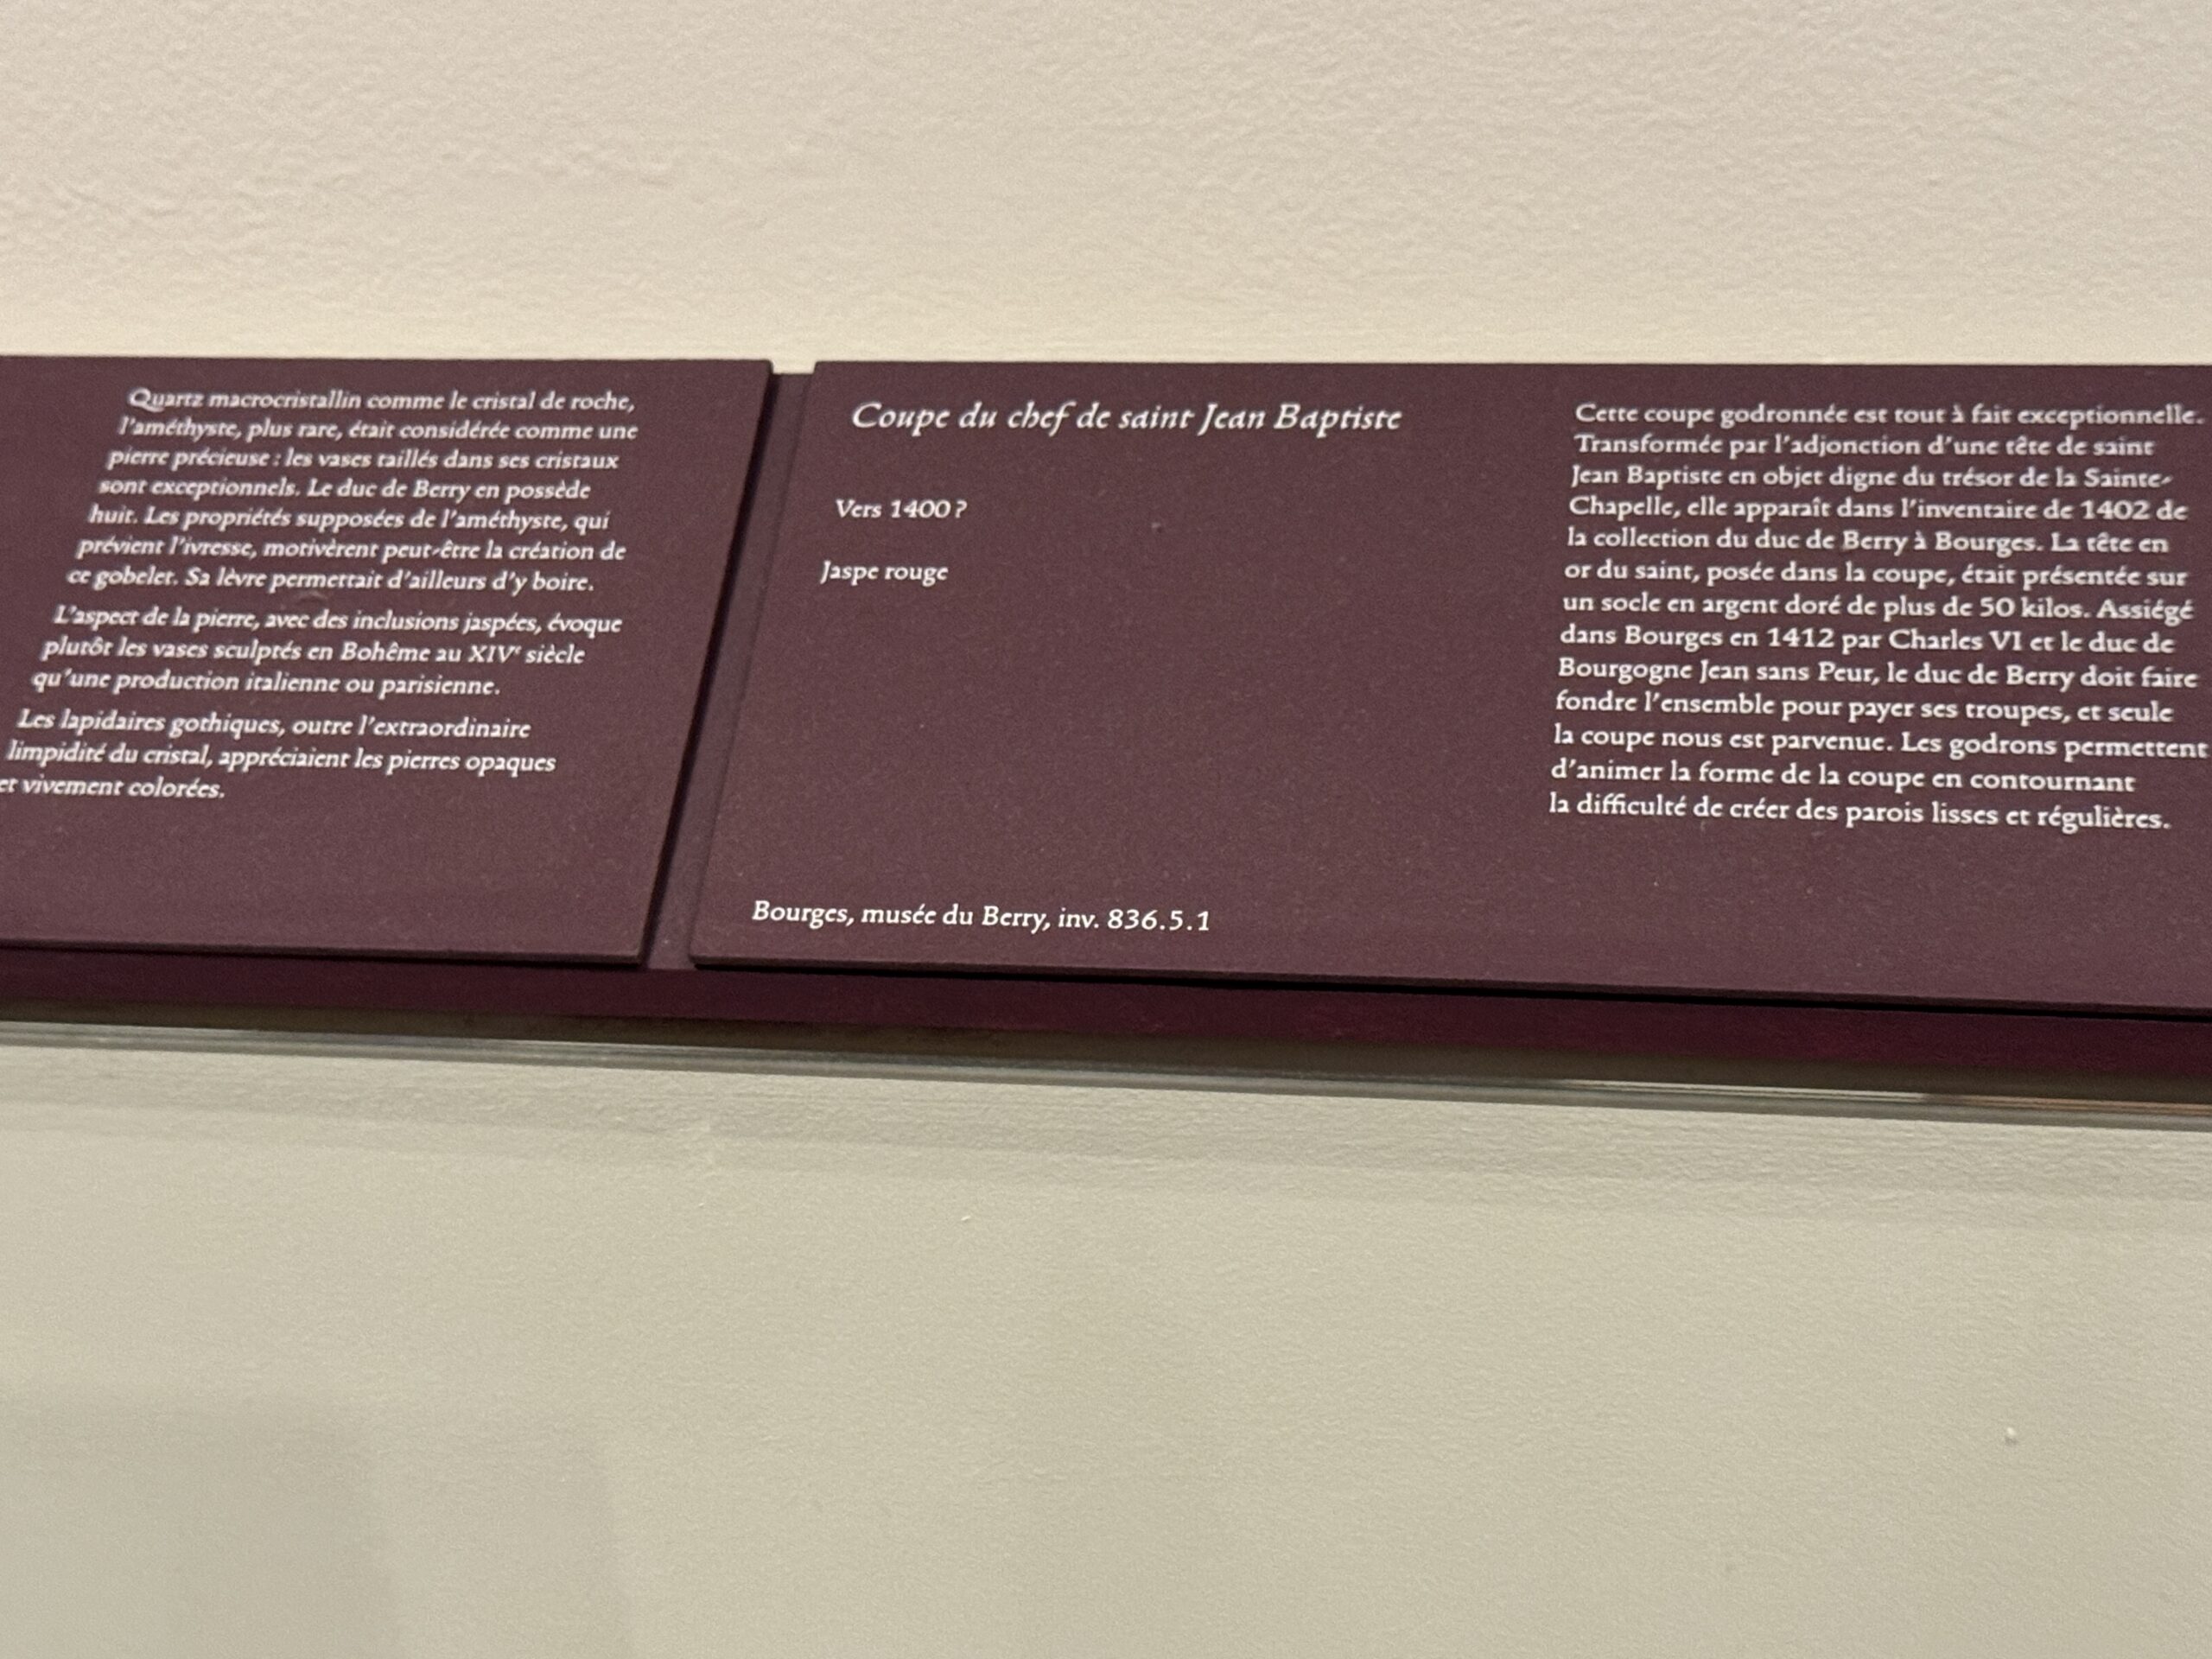 Quartz macrocristallin comme le cristal de roche,
l'améthyste, plus rare, était considérée comme une
pierre précieuse : les vases taillés dans ses cristaux
sont exceptionnels. Le duc de Berry en possède
huit. Les propriétés supposées de l'améthyste, qui
prévient l'ivresse, motivèrent peut-être la création de
ce gobelet. Sa lèvre permettait d'ailleurs d'y boire.
L'aspect de la pierre, avec des inclusions jaspées, évoque
plutôt les vases sculptés en Bohême au XIVe siècle
qu'une production italienne ou parisienne.
Les lapidaires gothiques, outre l'extraordinaire
limpidité du cristal, appréciaient les pierres opaques
et vivement colorées.
Coupe du chef de saint Jean Baptiste
Vers 1400 ?
Jaspe rouge
Bourges, musée du Berry, inv. 836.5.1
Cette coupe godronnée est tout à fait exceptionnelle.
Transformée par l'adjonction d'une tête de saint
Jean Baptiste en objet digne du trésor de la Sainte-
Chapelle, elle apparaît dans l'inventaire de 1402 de
la collection du duc de Berry à Bourges. La tête en
or du saint, posée dans la coupe, était présentée sur
un socle en argent doré de plus de 50 kilos. Assiégé
dans Bourges en 1412 par Charles VI et le duc de
Bourgogne Jean sans Peur, le duc de Berry doit faire
fondre l'ensemble pour payer ses troupes, et seule
la coupe nous est parvenue. Les godrons permettent
d'animer la forme de la coupe en contournant
la difficulté de créer des parois lisses et régulières.